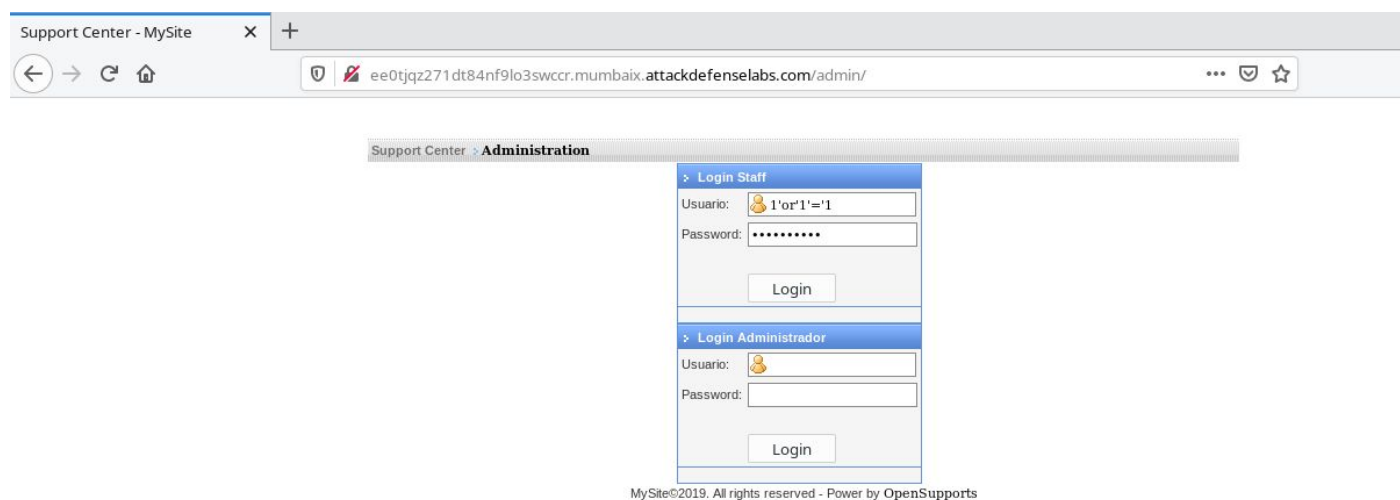 Support Center - MySite
ee0tjqz271dt84nf9lo3swccr.mumbaix.attackdefenselabs.com/admin/
Support Center Administration
Login Staff
Usuario: 1'or'1'='1
Password: ••••••••••
Login
Login Administrador
Usuario:
Password:
Login
MySite©2019. All rights reserved - Power by OpenSupports